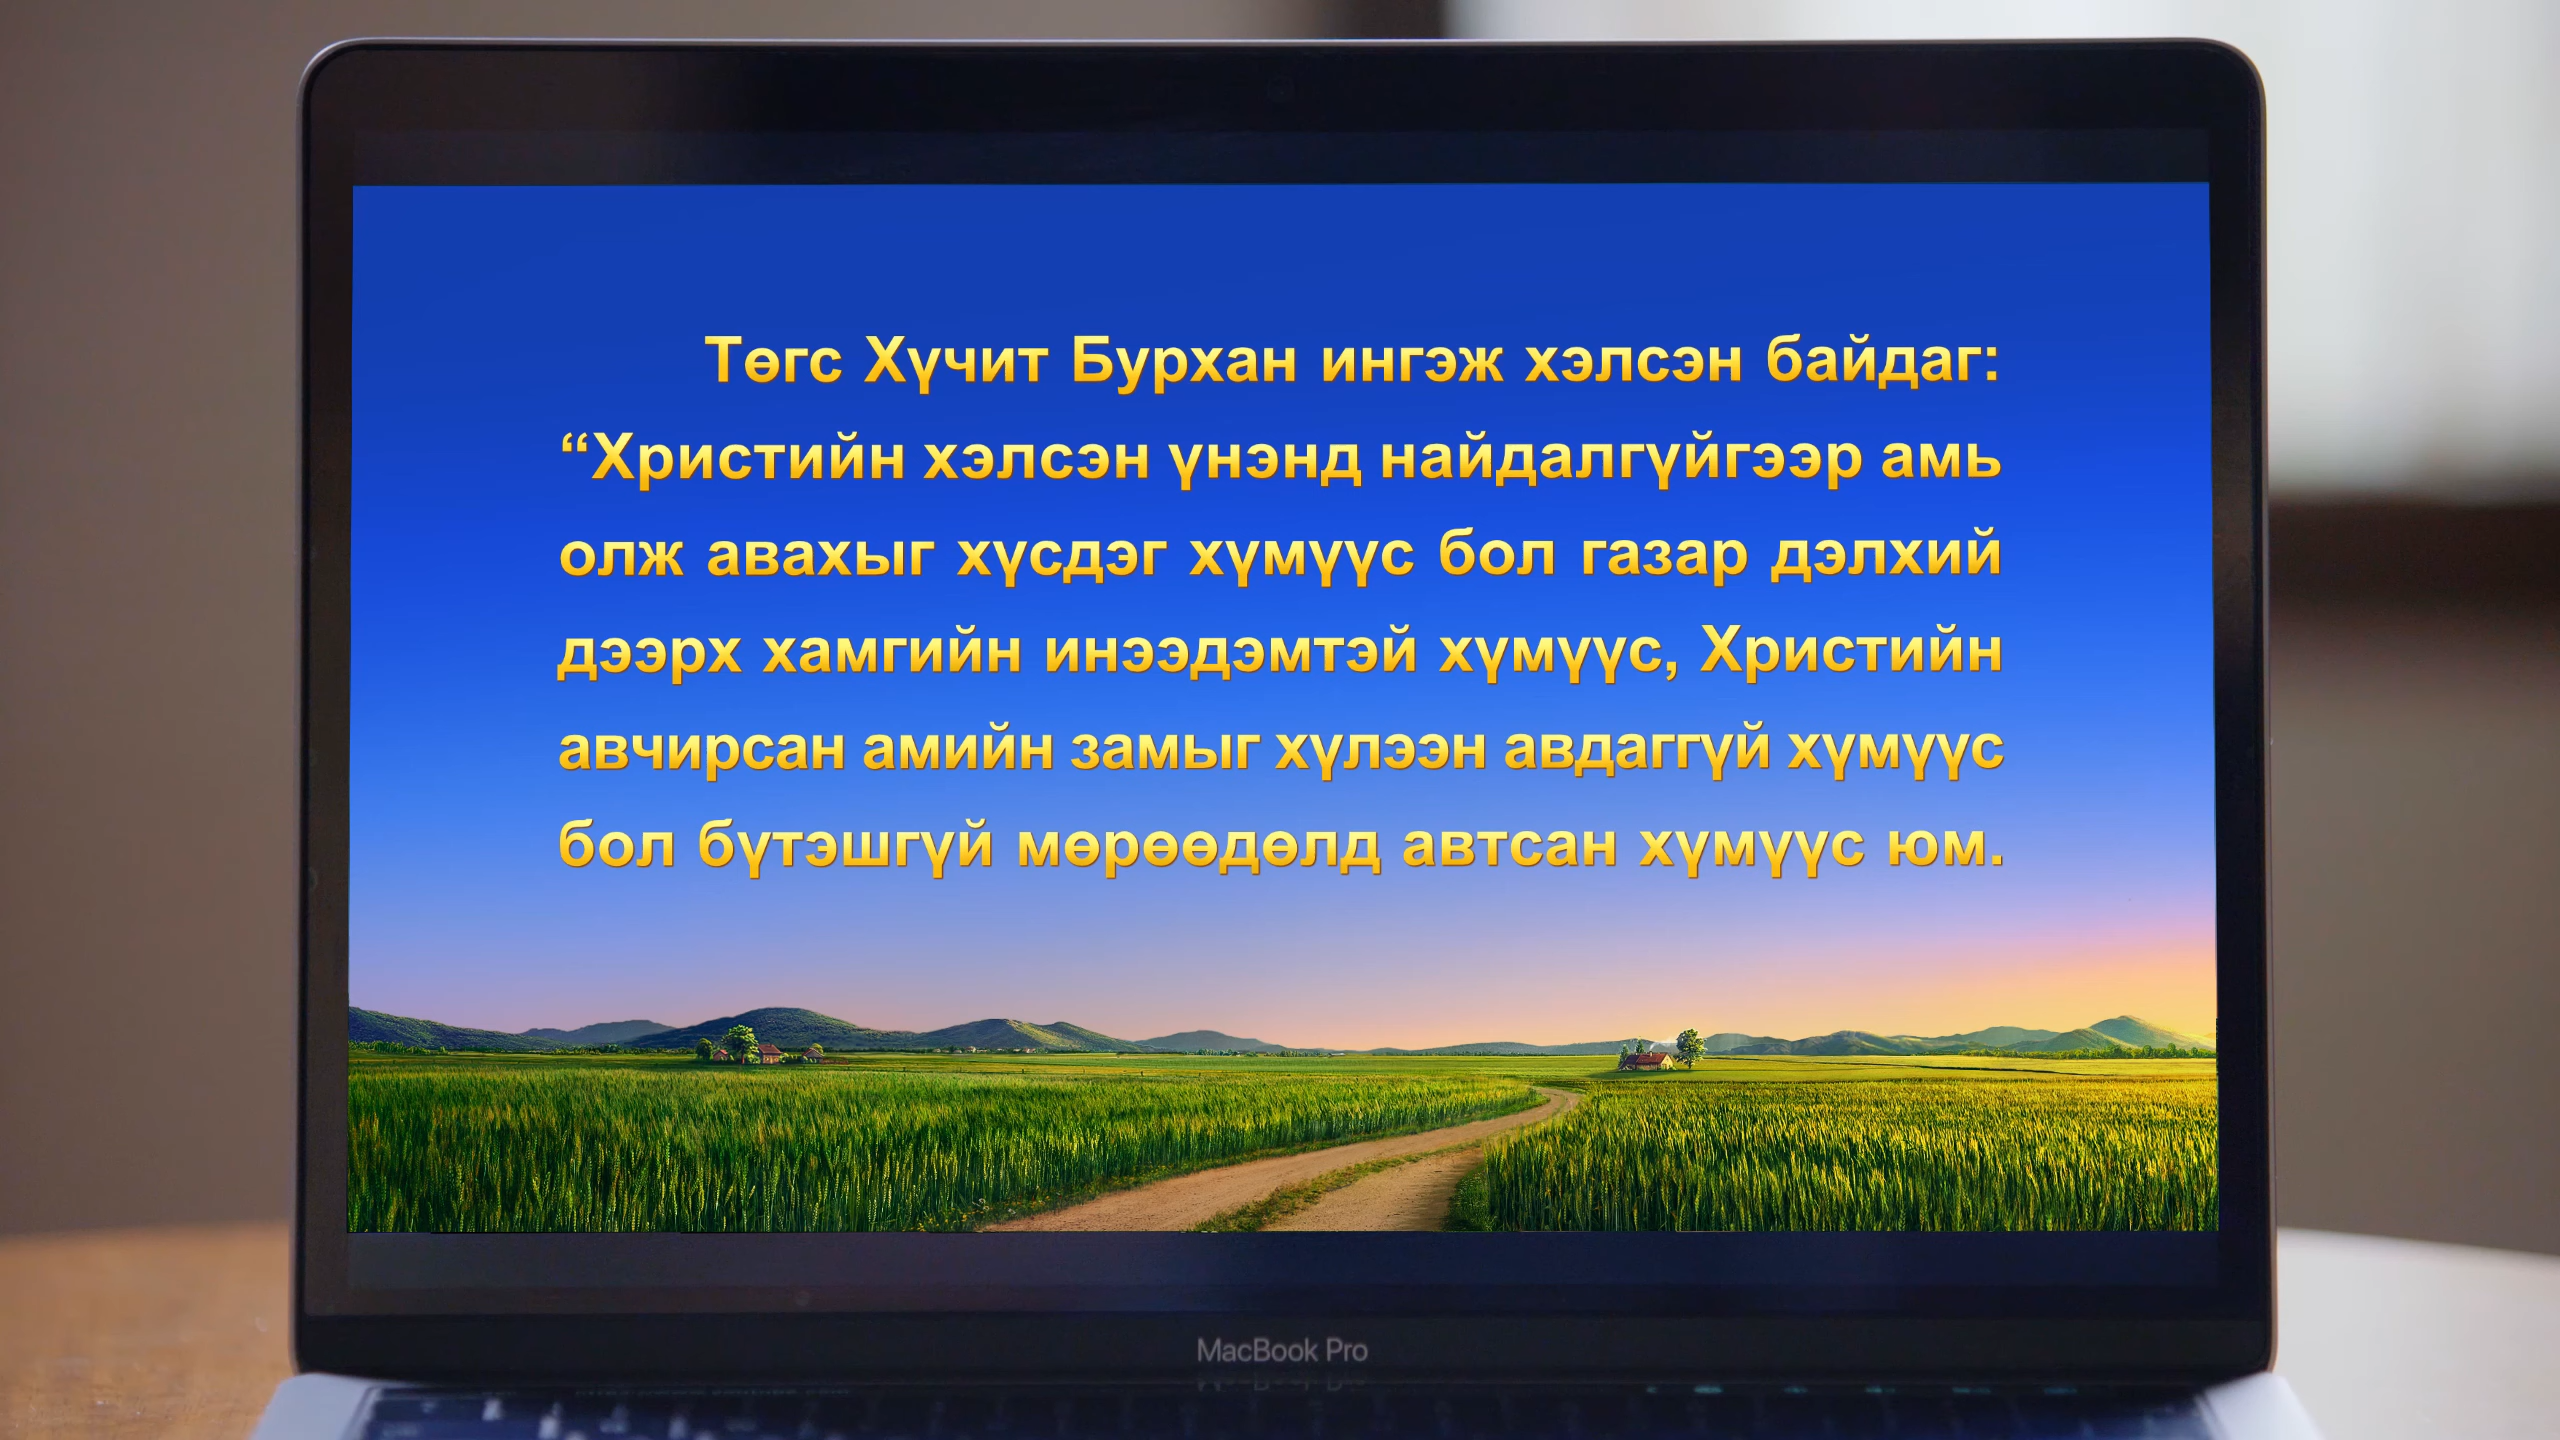 Төгс Хүчит Бурхан ингэж хэлсэн байдаг:
“Христийн хэлсэн үнэнд найдалгүйгээр амь
олж авахыг хүсдэг хүмүүс бол газар дэлхий
дээрх хамгийн инээдэмтэй хүмүүс, Христийн
авчирсан амийн замыг хүлээн авдаггүй хүмүүс
бол бүтэшгүй мөрөөдөлд автсан хүмүүс юм.
MacBook Pro